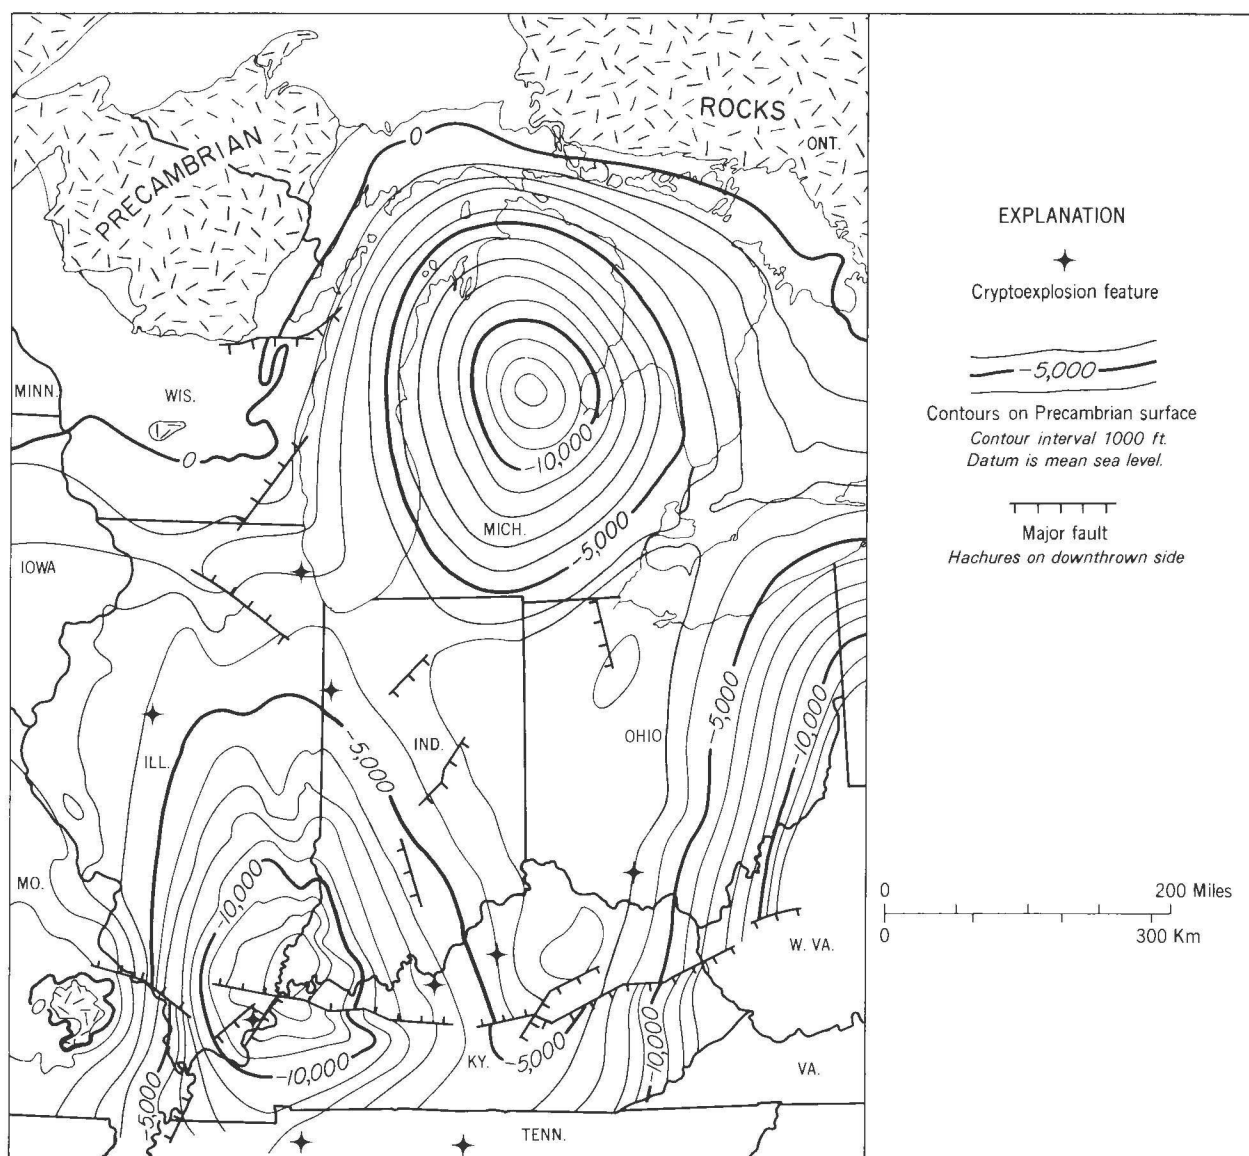 PRECAMBRIAN
ROCKS
ONT.
0
MINN.
WIS.
0
-10,000
MICH.
-5,000
IOWA
-5,000
-10,000
-5,000
IND.
OHIO
ILL.
MO.
-10,000
W. VA.
-5,000
KY.
-10,000
-10,000
VA.
-5,000
TENN.
EXPLANATION
Cryptoexplosion feature
-5,000
Contours on Precambrian surface
Contour interval 1000 ft.
Datum is mean sea level.
Major fault
Hachures on downthrown side
0 200 Miles
0 300 Km